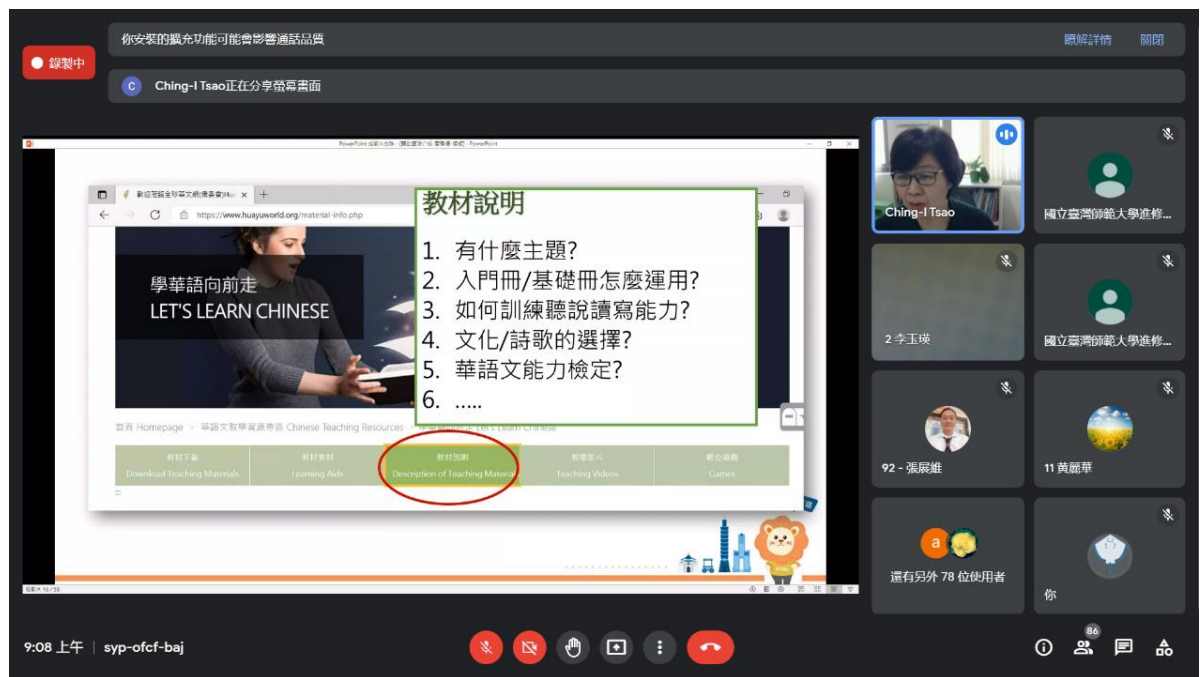 你安裝的擴充功能可能會影響通話品質
瞭解詳情
關閉
錄製中
C
Ching-I Tsao正在分享螢幕畫面
https://www.huayuworld.org/material-info.php
學華語向前走
LET'S LEARN CHINESE
教材說明
1. 有什麼主題?
2. 入門冊/基礎冊怎麼運用?
3. 如何訓練聽說讀寫能力?
4. 文化/詩歌的選擇?
5. 華語文能力檢定?
6. .....
首頁 Homepage
華語文教學資源專區 Chinese Teaching Resources
Let's Learn Chinese
教材下載
Download Teaching Materials
Learning Aids
教材說明
Description of Teaching Material
教學影片
Teaching Videos
Games
Ching-I Tsao
國立臺灣師範大學進修...
2 李玉瑛
國立臺灣師範大學進修...
92 - 張展維
11 黃麗華
a
還有另外 78 位使用者
你
9:08 上午
syp-ofcf-baj
86